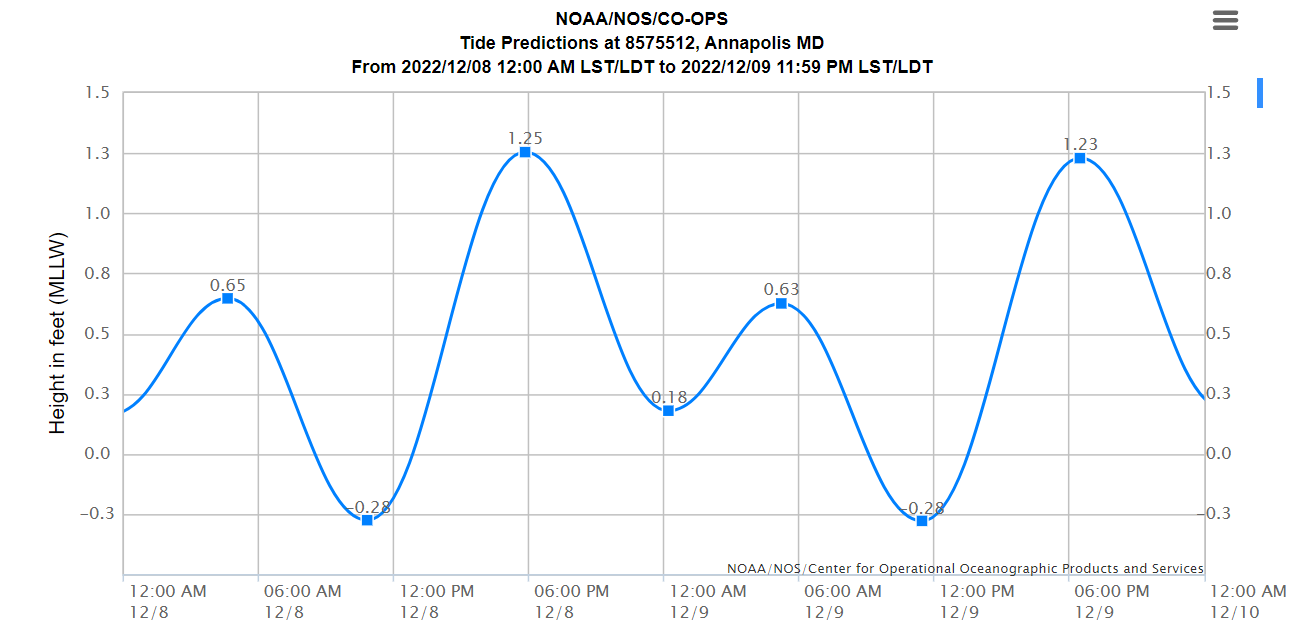 NOAA/NOS/CO-OPS
Tide Predictions at 8575512, Annapolis MD
From 2022/12/08 12:00 AM LST/LDT to 2022/12/09 11:59 PM LST/LDT
1.5 1.5
1.25
1.23
1.3 1.3
1.0 1.0
0.8 0.8
0.65
0.63
0.5 0.5
0.3 0.3
0.18
0.0 0.0
-0.28
-0.28
-0.3 -0.3
Height in feet (MLLW)
NOAA/NOS/Center for Operational Oceanographic Products and Services
12:00 AM 06:00 AM 12:00 PM 06:00 PM 12:00 AM 06:00 AM 12:00 PM 06:00 PM 12:00 AM
12/8 12/8 12/8 12/8 12/9 12/9 12/9 12/9 12/10